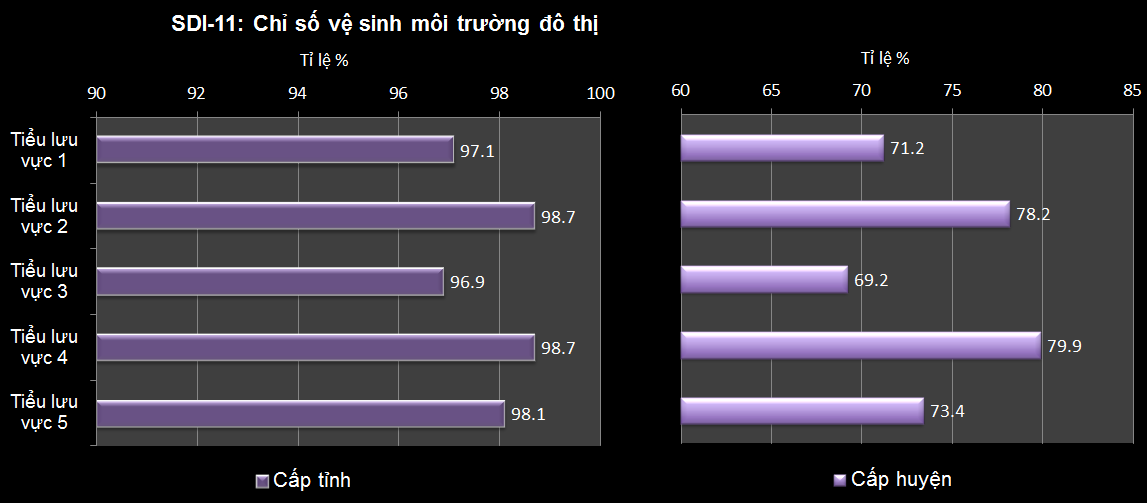 SDI-11: Chỉ số vệ sinh môi trường đô thị
Tỉ lệ %
90 92 94 96 98 100
Tiểu lưu
vực 1
97.1
Tiểu lưu
vực 2
98.7
Tiểu lưu
vực 3
96.9
Tiểu lưu
vực 4
98.7
Tiểu lưu
vực 5
98.1
Cấp tỉnh
Tỉ lệ %
60 65 70 75 80 85
71.2
78.2
69.2
79.9
73.4
Cấp huyện